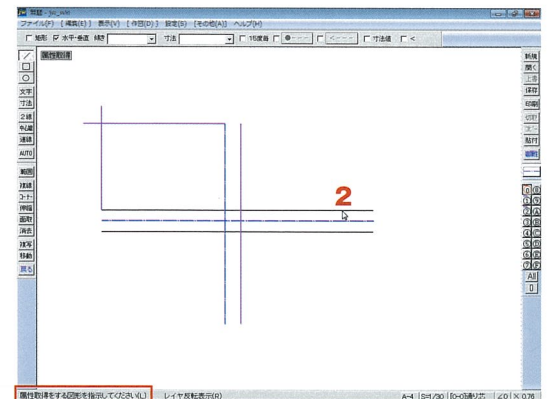 無題 - jw_win
ファイル(F) [編集(E)] 表示(V) [作図(D)] 設定(S) [その他(A)] ヘルプ(H)
矩形 水平・垂直 傾き 寸法 15度毎 ●--- <--- 寸法値 <
属性取得
/
□
○
文字
寸法
2線
中心線
連線
AUTO
範囲
複線
コーナー
伸縮
面取
消去
複写
移動
戻る
2
新規
開く
上書
保存
印刷
切取
コピー
貼付
All
0
属性取得をする図形を指示してください(L) レイヤ反転表示(R) A-4 S=1/30 [0-0]通り芯 ∠0 × 0.76